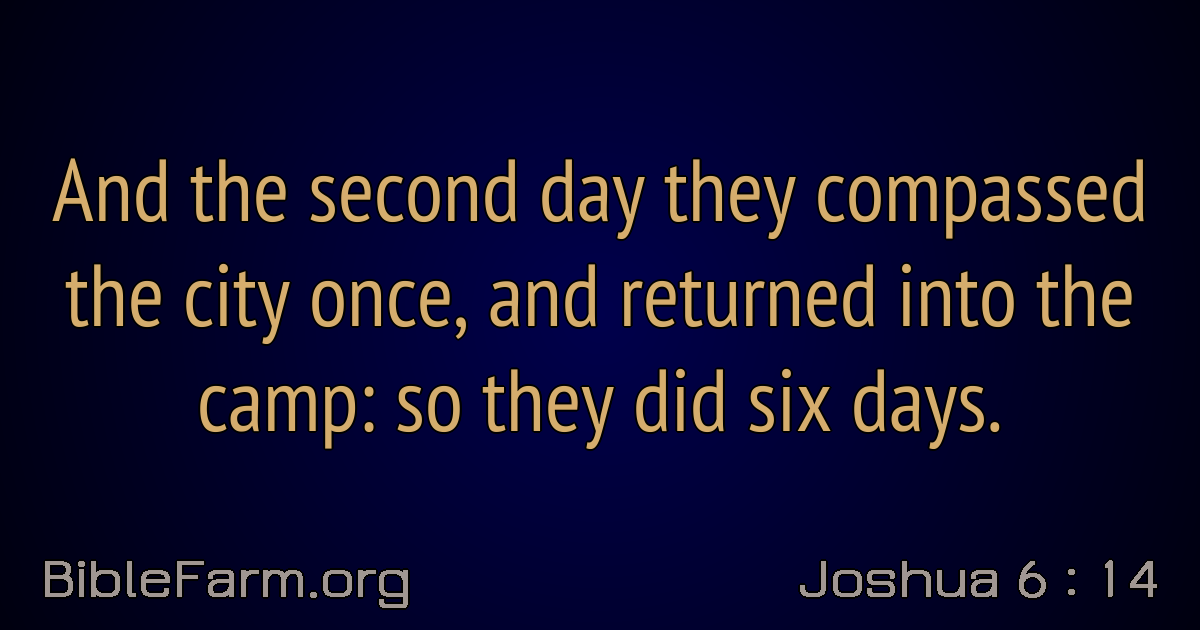 And the second day they compassed
the city once, and returned into the
camp: so they did six days.
BibleFarm.org
Joshua 6 : 14